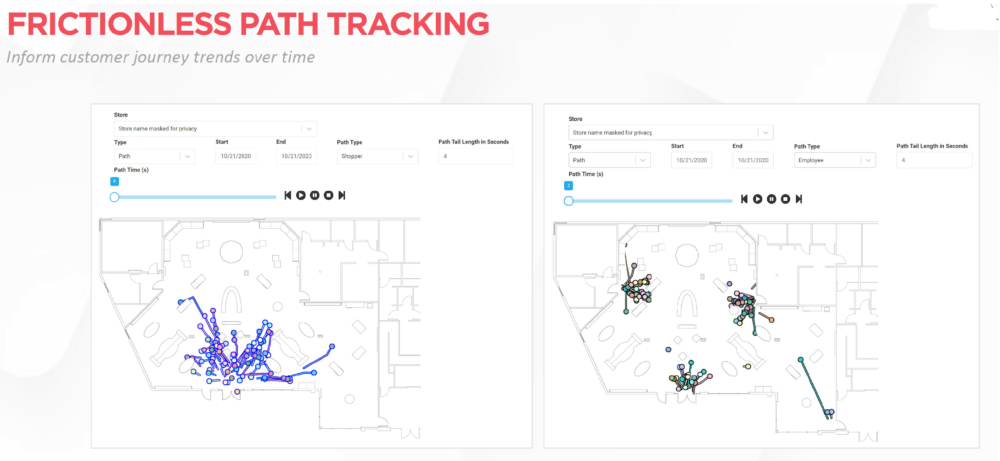 FRICTIONLESS PATH TRACKING
Inform customer journey trends over time
Store
Store name masked for privacy
Type
Start
End
Path Type
Path Tail Length in Seconds
Path
10/21/2020
10/21/2020
Shopper
4
Path Time (s)
6
Store
Store name masked for privacy
Type
Start
End
Path Type
Path Tail Length in Seconds
Path
10/21/2020
10/21/2020
Employee
4
Path Time (s)
2